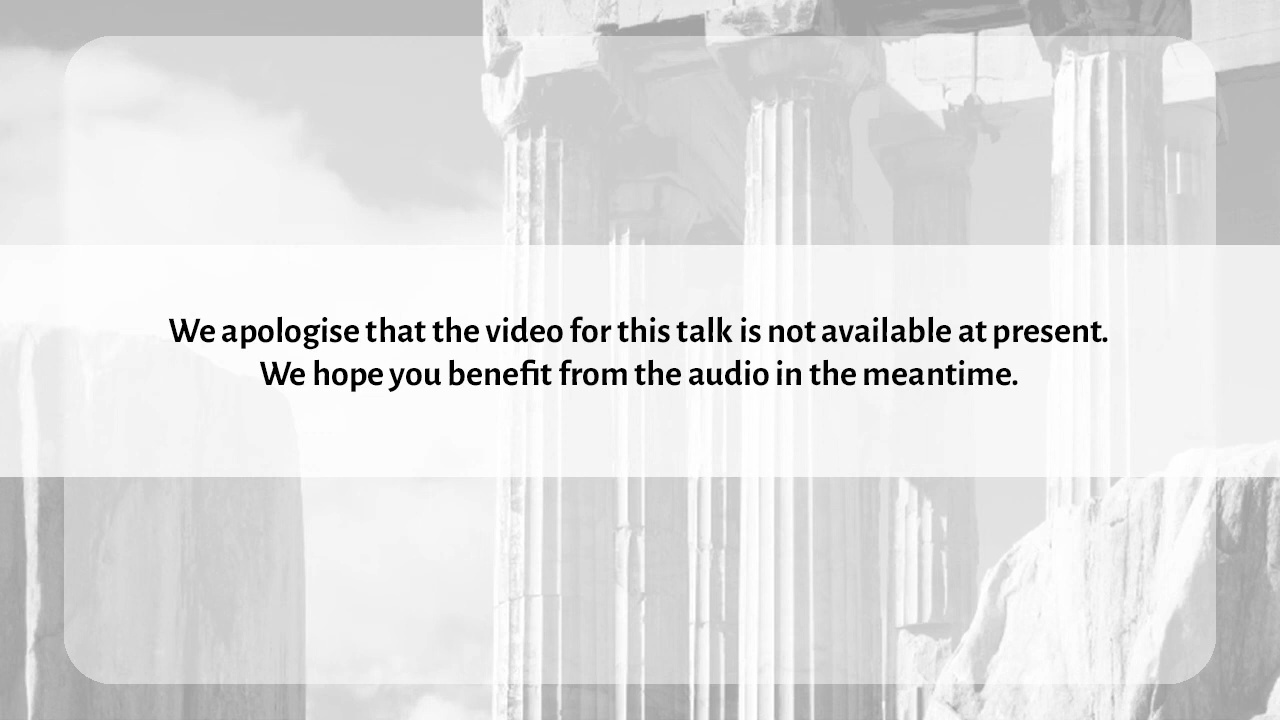 We apologise that the video for this talk is not available at present.
We hope you benefit from the audio in the meantime.